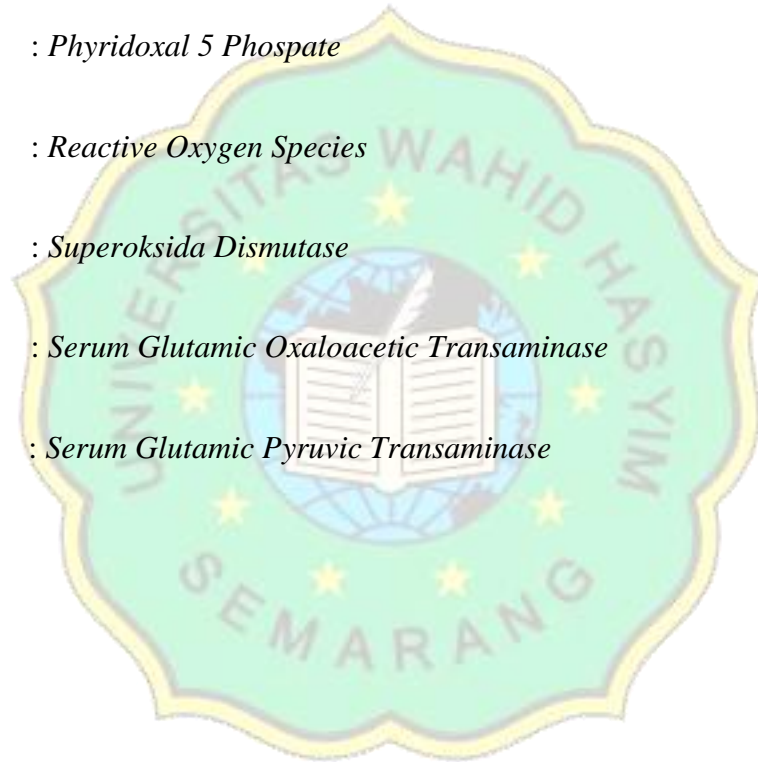 : Phyridoxal 5 Phospate
: Reactive Oxygen Species
: Superoksida Dismutase
: Serum Glutamic Oxaloacetic Transaminase
: Serum Glutamic Pyruvic Transaminase
UNIVERSITAS WAHID HASYIM
SEMARANG